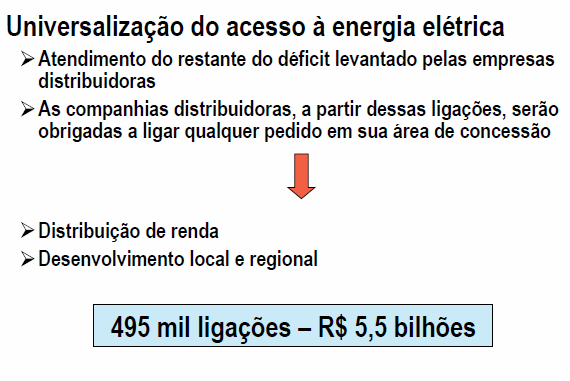 Universalização do acesso à energia elétrica
➢Atendimento do restante do déficit levantado pelas empresas
distribuidoras
➢As companhias distribuidoras, a partir dessas ligações, serão
obrigadas a ligar qualquer pedido em sua área de concessão
➢Distribuição de renda
➢Desenvolvimento local e regional
495 mil ligações – R$ 5,5 bilhões